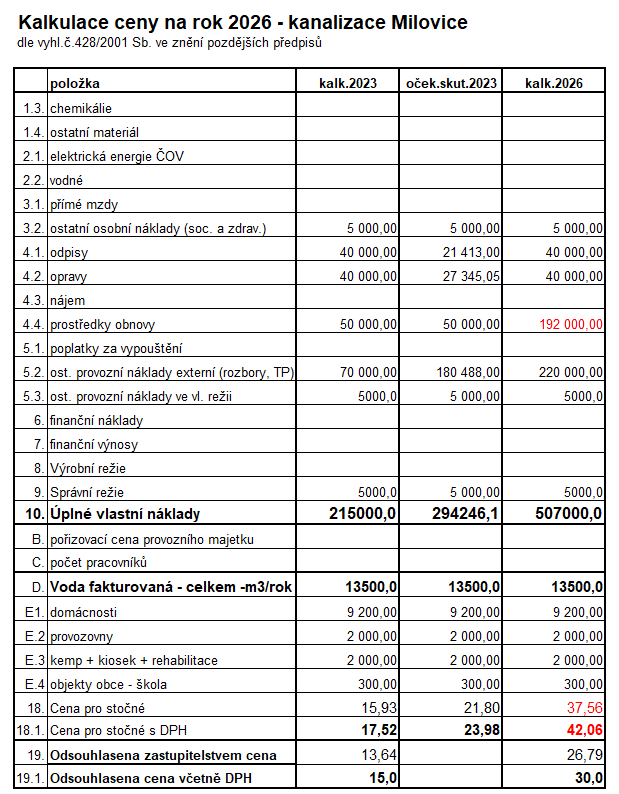 Kalkulace ceny na rok 2026 - kanalizace Milovice
dle vyhl.č.428/2001 Sb. ve znění pozdějších předpisů
položka kalk.2023 oček.skut.2023 kalk.2026
1.3. chemikálie
1.4. ostatní materiál
2.1. elektrická energie ČOV
2.2. vodné
3.1. přímé mzdy
3.2. ostatní osobní náklady (soc. a zdrav.) 5 000,00 5 000,00 5 000,00
4.1. odpisy 40 000,00 21 413,00 40 000,00
4.2. opravy 40 000,00 27 345,05 40 000,00
4.3. nájem
4.4. prostředky obnovy 50 000,00 50 000,00 192 000,00
5.1. poplatky za vypouštění
5.2. ost. provozní náklady externí (rozbory, TP) 70 000,00 180 488,00 220 000,00
5.3. ost. provozní náklady ve vl. režii 5000,0 5 000,00 5000,0
6. finanční náklady
7. finanční výnosy
8. Výrobní režie
9. Správní režie 5000,0 5 000,00 5000,0
10. Úplné vlastní náklady 215000,0 294246,1 507000,0
B. pořizovací cena provozního majetku
C. počet pracovníků
D. Voda fakturovaná - celkem -m3/rok 13500,0 13500,0 13500,0
E1. domácnosti 9 200,00 9 200,00 9 200,00
E.2 provozovny 2 000,00 2 000,00 2 000,00
E.3 kemp + kiosek + rehabilitace 2 000,00 2 000,00 2 000,00
E.4 objekty obce - škola 300,00 300,00 300,00
18. Cena pro stočné 15,93 21,80 37,56
18.1. Cena pro stočné s DPH 17,52 23,98 42,06
19. Odsouhlasena zastupitelstvem cena 13,64 26,79
19.1. Odsouhlasena cena včetně DPH 15,0 30,0